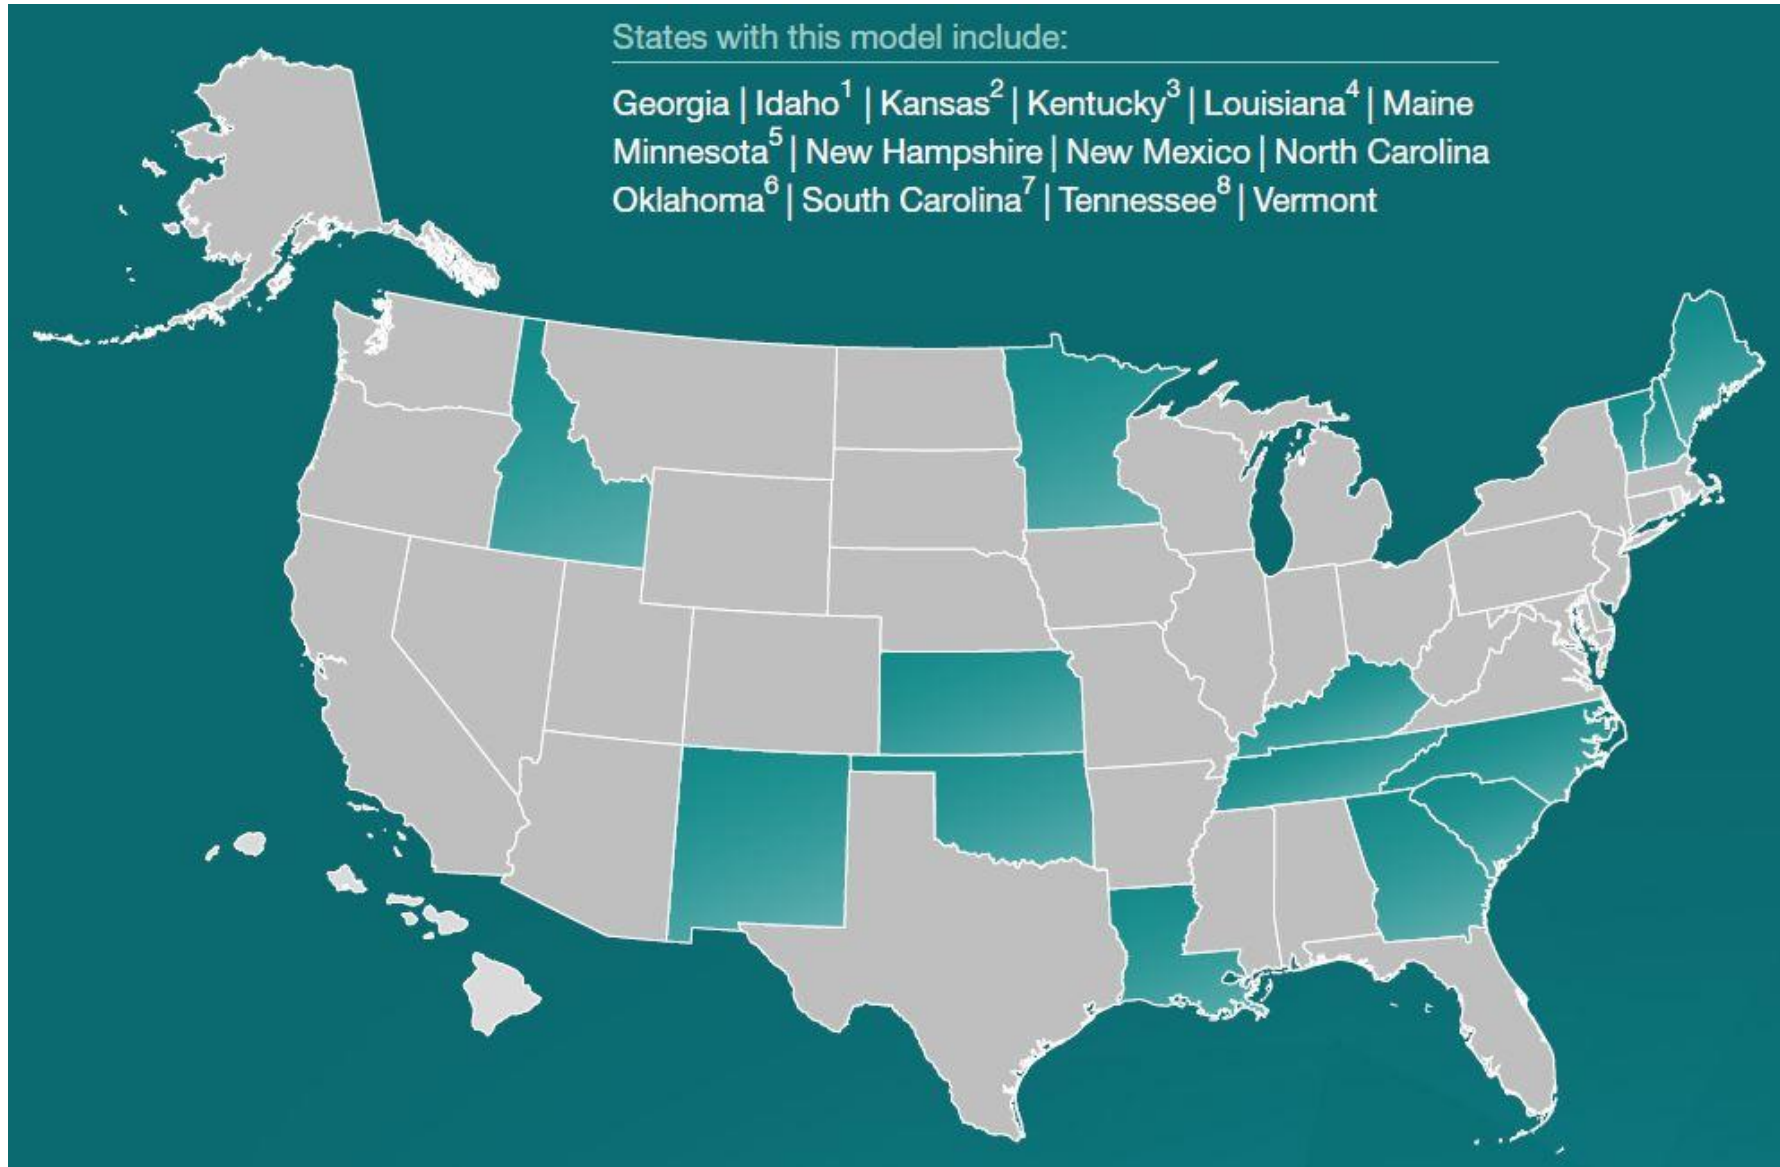 States with this model include:
Georgia | Idaho¹ | Kansas² | Kentucky³ | Louisiana⁴ | Maine
Minnesota⁵ | New Hampshire | New Mexico | North Carolina
Oklahoma⁶ | South Carolina⁷ | Tennessee⁸ | Vermont